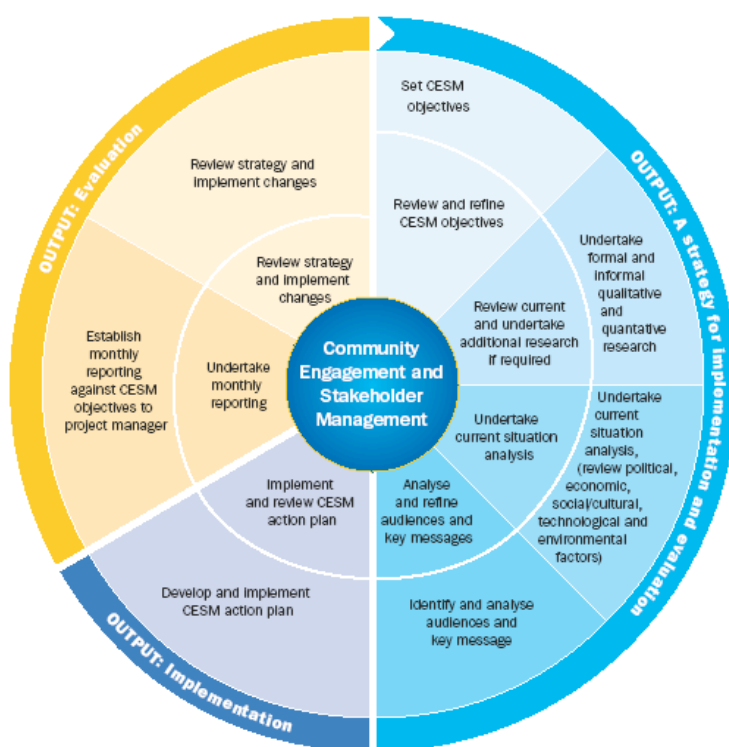 Set CESM
objectives
Review and refine
CESM objectives
OUTPUT: A strategy for implementation and evaluation
Undertake
formal and
informal
qualitative
and
quantative
research
Review current
and undertake
additional research
if required
Undertake
current
situation
analysis,
(review political,
economic,
social/cultural,
technological and
environmental
factors)
Undertake
current situation
analysis
Identify and analyse
audiences and
key message
Analyse
and refine
audiences and
key messages
Develop and implement
CESM action plan
Implement
and review CESM
action plan
OUTPUT: Implementation
Establish
monthly
reporting
against CESM
objectives to
project manager
Undertake
monthly
reporting
OUTPUT: Evaluation
Review strategy and
implement changes
Review strategy
and implement
changes
Community
Engagement and
Stakeholder
Management